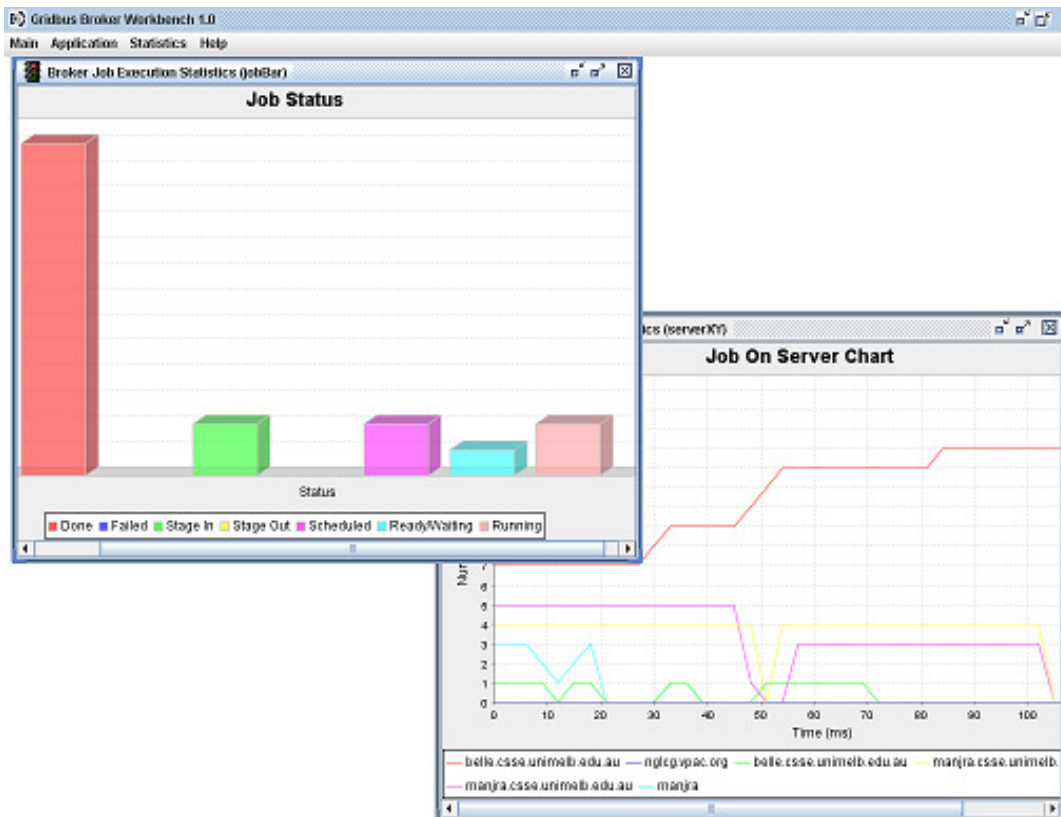 Gridbus Broker Workbench 1.0
Main Application Statistics Help
Broker Job Execution Statistics (jobBar)
Job Status
Status
Done Failed Stage In Stage Out Scheduled Ready/Waiting Running
ics (serverXY)
Job On Server Chart
Num
7
6
5
4
3
2
1
0
0 10 20 30 40 50 60 70 80 90 100
Time (ms)
belle.csse.unimelb.edu.au nglcg.vpac.org belle.csse.unimelb.edu.au manjra.csse.unimelb.
manjra.csse.unimelb.edu.au manjra